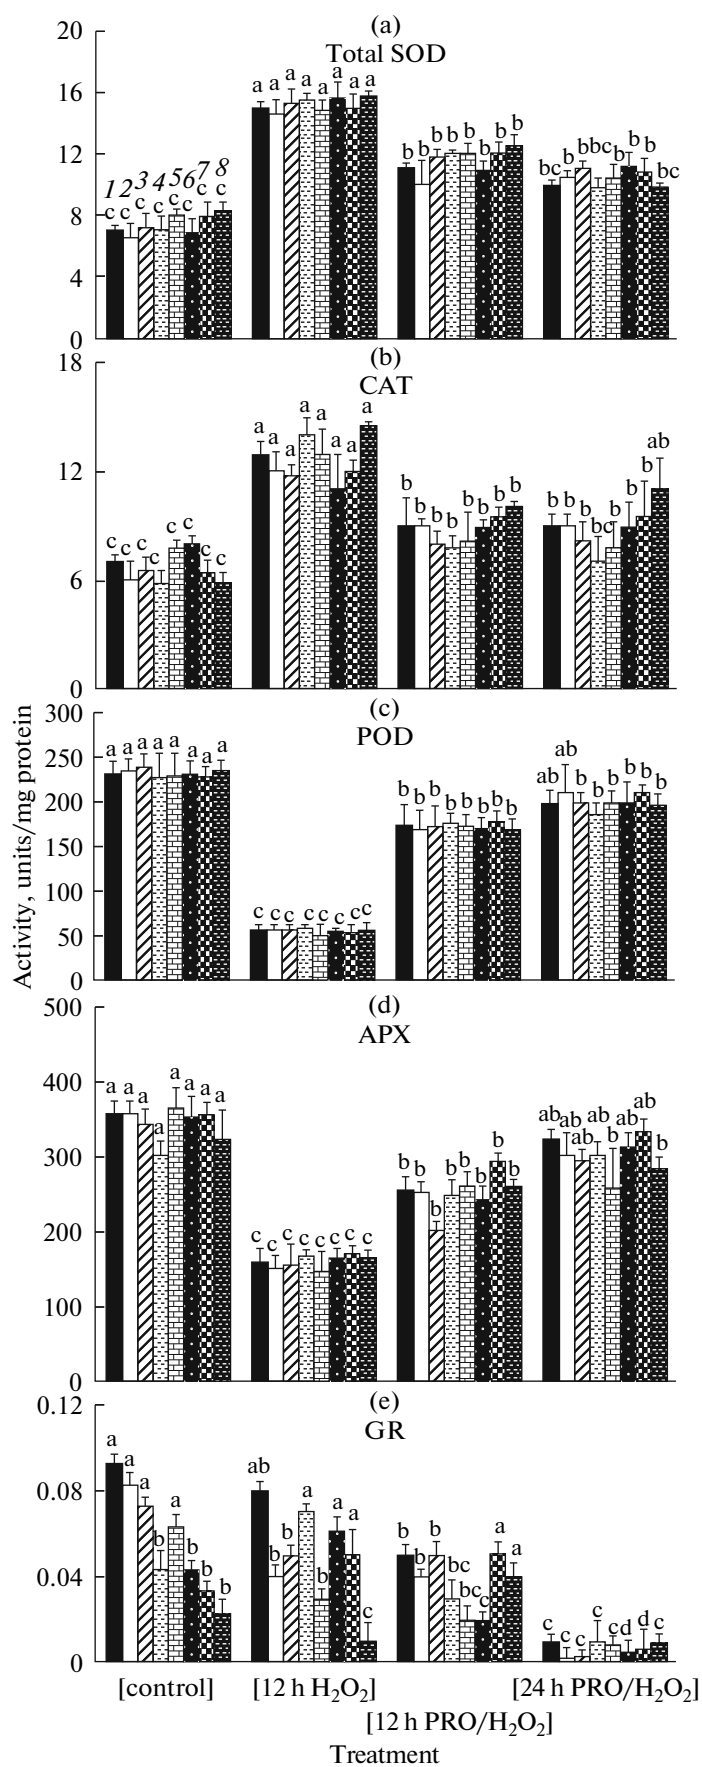 (a)
Total SOD
20
16
12
8
4
0
1 2 3 4 5 6 7 8
c c c c c c c c
a a a a a a a a
b b b b b b b b
bc b b bbc b b b bc
(b)
CAT
18
12
6
0
c c c c c c c c
a a a a a a a a
b b b b b b b b
b b b bc b b b ab
(c)
POD
300
250
200
150
100
50
0
a a a a a a a a
c c c c c c c c
b b b b b b b b
ab ab b b b b b b
Activity, units/mg protein
(d)
APX
500
400
300
200
100
0
a a a a a a a a
c c c c c c c c
b b b b b b b b
ab ab ab ab b ab ab b
(e)
GR
0.12
0.08
0.04
0
a a a b a b b b
ab b b a b a a c
b b b bc bc c a a
c c c c c d d c
[control] [12 h H₂O₂] [24 h PRO/H₂O₂]
[12 h PRO/H₂O₂]
Treatment